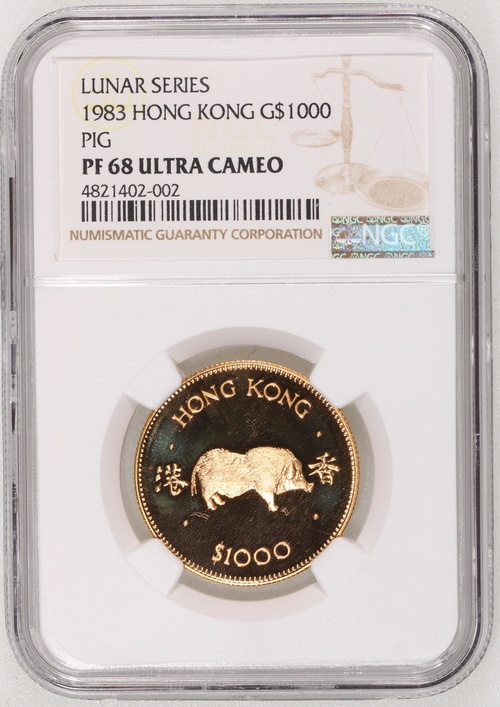 LUNAR SERIES
1983 HONG KONG G$1000
PIG
PF 68 ULTRA CAMEO
4821402-002
NUMISMATIC GUARANTY CORPORATION
NGC
HONG KONG
港 香
$1000